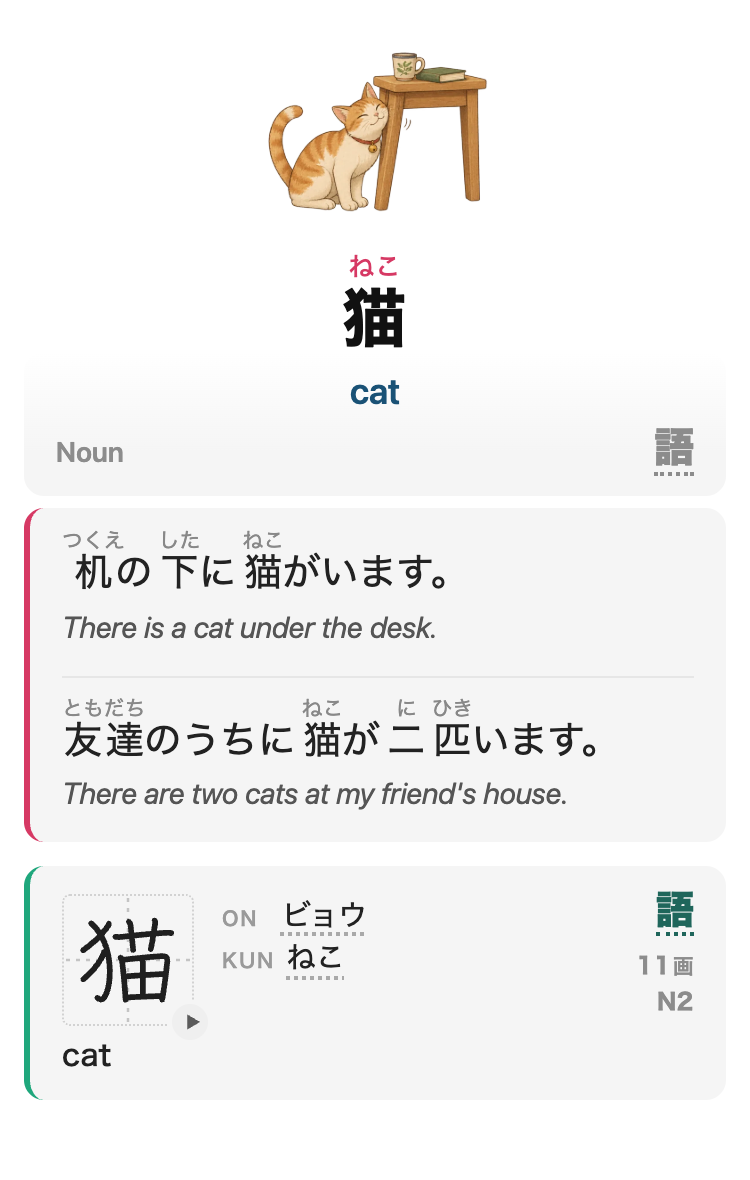 ねこ
猫
cat
Noun
語
つくえ した ねこ
机の下に猫がいます。
There is a cat under the desk.
ともだち ねこ に ひき
友達のうちに猫が二匹います。
There are two cats at my friend's house.
猫
ON ビョウ
KUN ねこ
語
11画
N2
cat